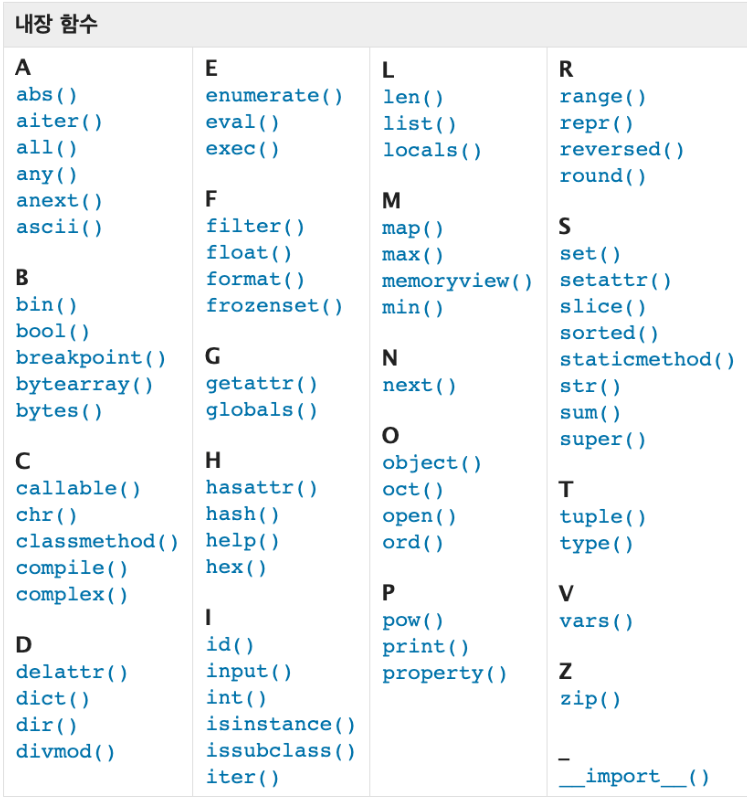 내장 함수
A
abs()
aiter()
all()
any()
anext()
ascii()
B
bin()
bool()
breakpoint()
bytearray()
bytes()
C
callable()
chr()
classmethod()
compile()
complex()
D
delattr()
dict()
dir()
divmod()
E
enumerate()
eval()
exec()
F
filter()
float()
format()
frozenset()
G
getattr()
globals()
H
hasattr()
hash()
help()
hex()
I
id()
input()
int()
isinstance()
issubclass()
iter()
L
len()
list()
locals()
M
map()
max()
memoryview()
min()
N
next()
O
object()
oct()
open()
ord()
P
pow()
print()
property()
R
range()
repr()
reversed()
round()
S
set()
setattr()
slice()
sorted()
staticmethod()
str()
sum()
super()
T
tuple()
type()
V
vars()
Z
zip()
_
__import__()